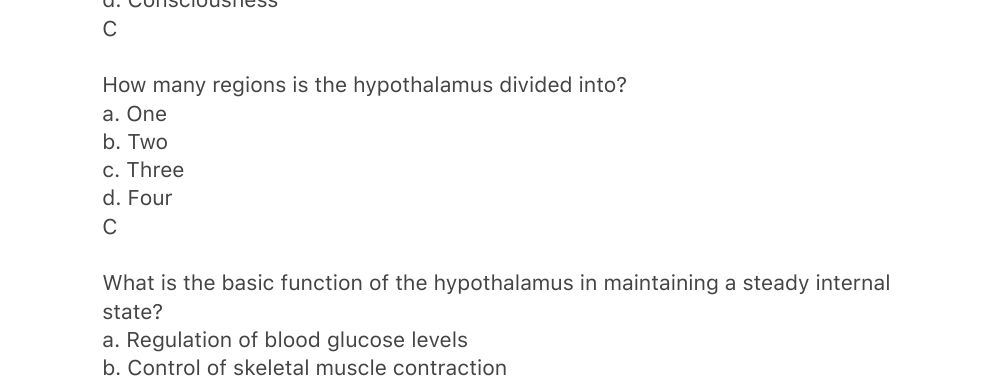 d. Consciousness
C
How many regions is the hypothalamus divided into?
a. One
b. Two
c. Three
d. Four
C
What is the basic function of the hypothalamus in maintaining a steady internal
state?
a. Regulation of blood glucose levels
b. Control of skeletal muscle contraction